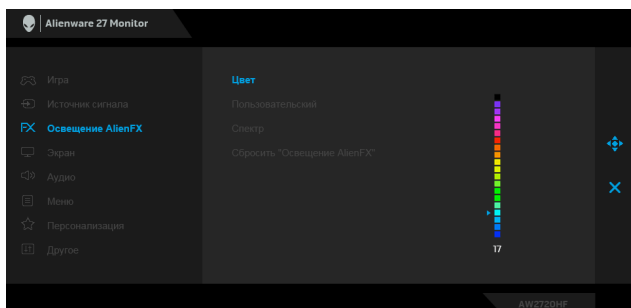 Alienware 27 Monitor
Игра
Источник сигнала
FX Освещение AlienFX
Экран
Аудио
Меню
Персонализация
Другое
Цвет
Пользовательский
Спектр
Сбросить "Освещение AlienFX"
17
AW2720HF